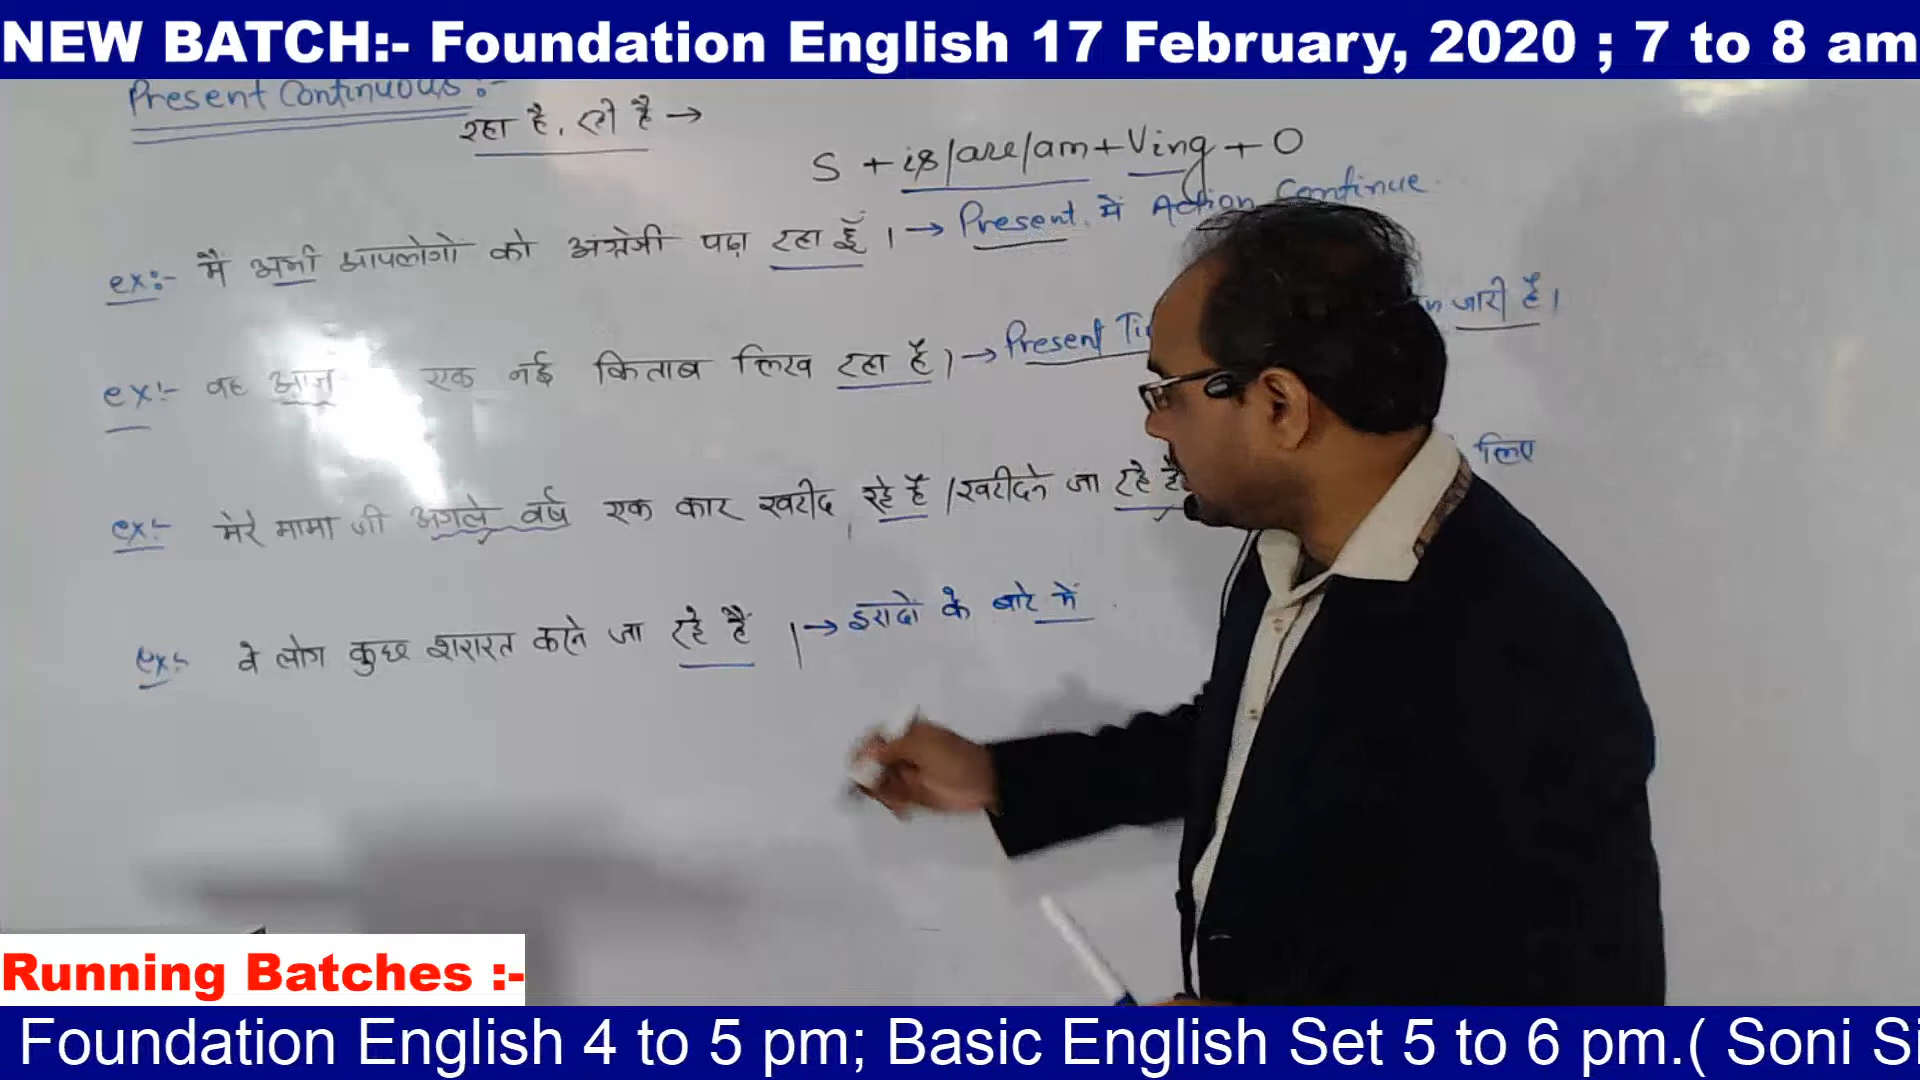 NEW BATCH:- Foundation English 17 February, 2020 ; 7 to 8 am
Present Continuous :-
रहा है, रही है →
S + is/are/am + Ving + O
ex:- मैं अभी आपलोगों को अंग्रेजी पढ़ा रहा हूँ । → Present में Action Continue
ex:- वह आज एक नई किताब लिख रहा है । → Present जारी है ।
ex:- मेरे मामा जी अगले वर्ष एक कार खरीद रहे हैं / खरीदने जा रहे लिए
ex:- वे लोग कुछ शरारत करने जा रहे हैं । → इरादों के बारे में
Running Batches :-
Foundation English 4 to 5 pm; Basic English Set 5 to 6 pm.( Soni